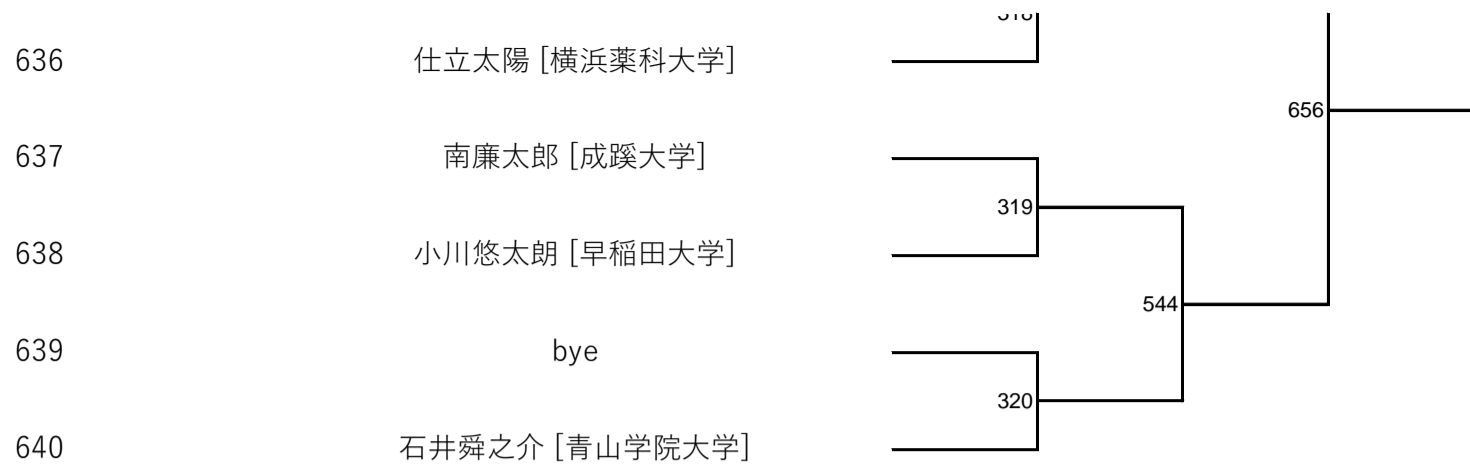 318
636 仕立太陽 [横浜薬科大学]
656
637 南廉太郎 [成蹊大学]
319
638 小川悠太朗 [早稲田大学]
544
639 bye
320
640 石井舜之介 [青山学院大学]